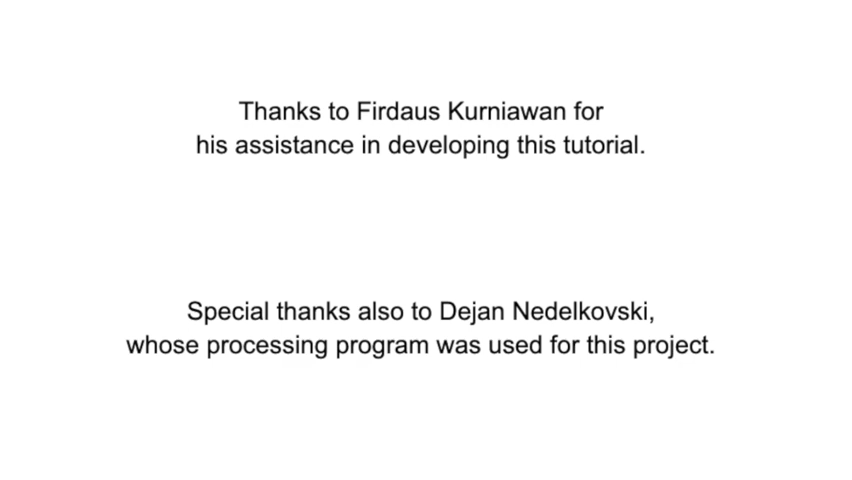 Thanks to Firdaus Kurniawan for
his assistance in developing this tutorial.
Special thanks also to Dejan Nedelkovski,
whose processing program was used for this project.